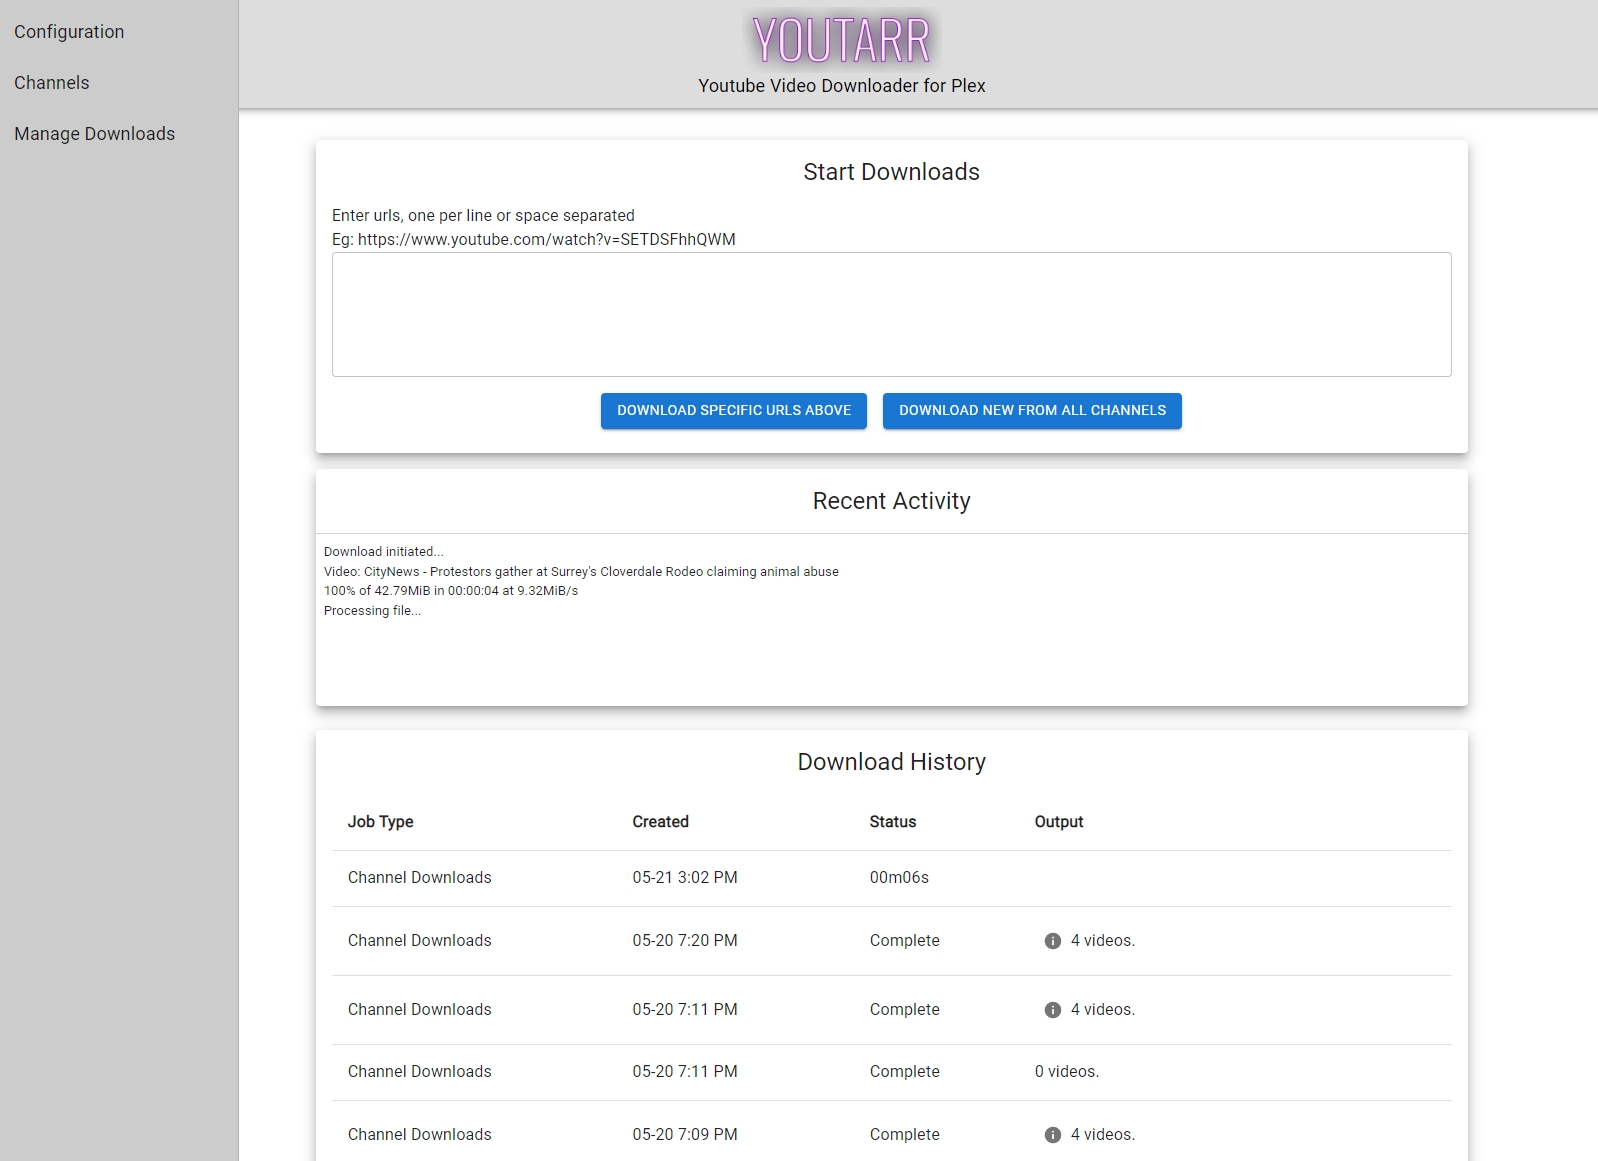 Configuration
Channels
Manage Downloads
YOUTARR
Youtube Video Downloader for Plex
Start Downloads
Enter urls, one per line or space separated
Eg: https://www.youtube.com/watch?v=SETDSFhhQWM
DOWNLOAD SPECIFIC URLS ABOVE DOWNLOAD NEW FROM ALL CHANNELS
Recent Activity
Download initiated...
Video: CityNews - Protestors gather at Surrey's Cloverdale Rodeo claiming animal abuse
100% of 42.79MiB in 00:00:04 at 9.32MiB/s
Processing file...
Download History
Job Type Created Status Output
Channel Downloads 05-21 3:02 PM 00m06s
Channel Downloads 05-20 7:20 PM Complete 4 videos.
Channel Downloads 05-20 7:11 PM Complete 4 videos.
Channel Downloads 05-20 7:11 PM Complete 0 videos.
Channel Downloads 05-20 7:09 PM Complete 4 videos.